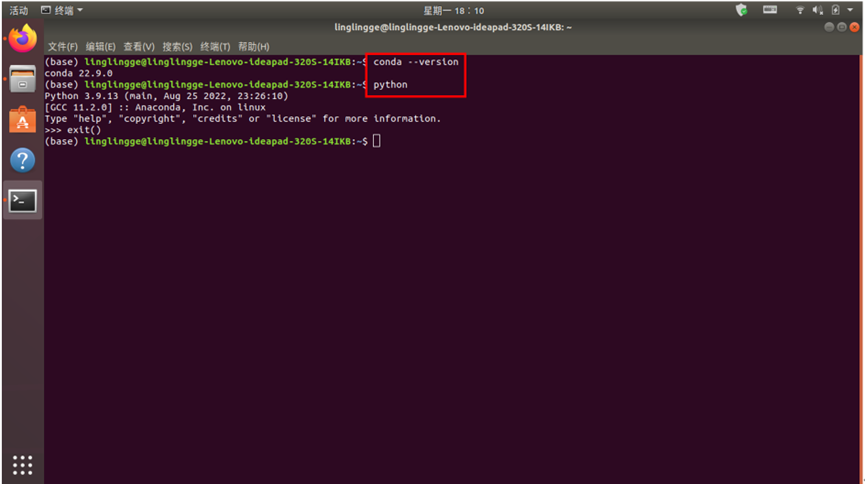 活动 终端 星期一 18：10
linglingge@linglingge-Lenovo-ideapad-320S-14IKB: ~
文件(F) 编辑(E) 查看(V) 搜索(S) 终端(T) 帮助(H)
(base) linglingge@linglingge-Lenovo-ideapad-320S-14IKB:~$ conda --version
conda 22.9.0
(base) linglingge@linglingge-Lenovo-ideapad-320S-14IKB:~$ python
Python 3.9.13 (main, Aug 25 2022, 23:26:10)
[GCC 11.2.0] :: Anaconda, Inc. on linux
Type "help", "copyright", "credits" or "license" for more information.
>>> exit()
(base) linglingge@linglingge-Lenovo-ideapad-320S-14IKB:~$